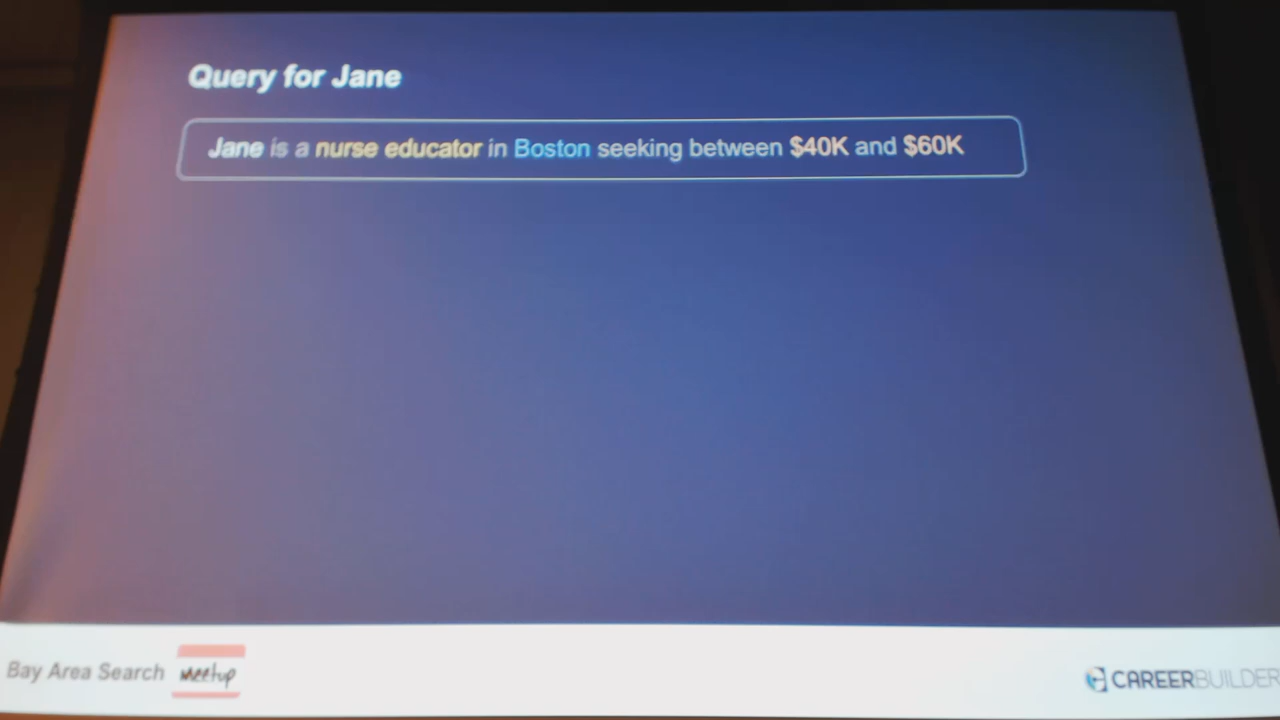 Query for Jane
Jane is a nurse educator in Boston seeking between $40K and $60K
Bay Area Search meetup
CAREERBUILDER